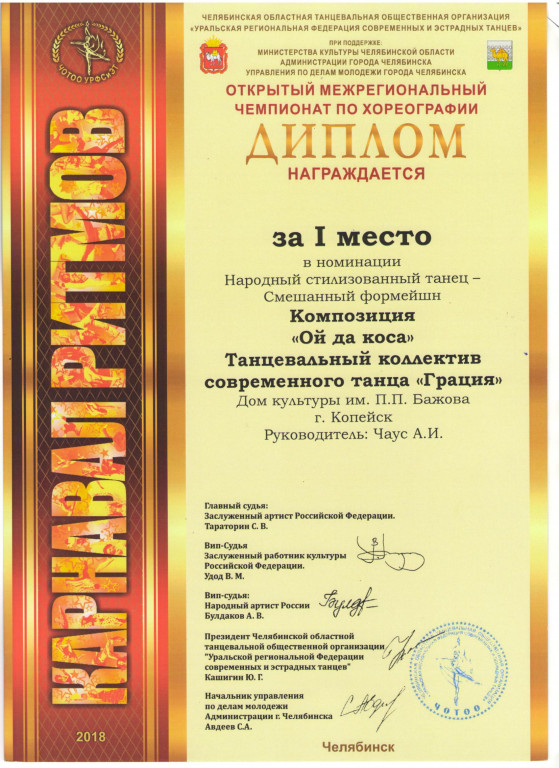 ЧЕЛЯБИНСКАЯ ОБЛАСТНАЯ ТАНЦЕВАЛЬНАЯ ОБЩЕСТВЕННАЯ ОРГАНИЗАЦИЯ
«УРАЛЬСКАЯ РЕГИОНАЛЬНАЯ ФЕДЕРАЦИЯ СОВРЕМЕННЫХ И ЭСТРАДНЫХ ТАНЦЕВ»
ПРИ ПОДДЕРЖКЕ:
МИНИСТЕРСТВА КУЛЬТУРЫ ЧЕЛЯБИНСКОЙ ОБЛАСТИ
АДМИНИСТРАЦИИ ГОРОДА ЧЕЛЯБИНСКА
УПРАВЛЕНИЯ ПО ДЕЛАМ МОЛОДЕЖИ ГОРОДА ЧЕЛЯБИНСК
ОТКРЫТЫЙ МЕЖРЕГИОНАЛЬНЫЙ
ЧЕМПИОНАТ ПО ХОРЕОГРАФИИ
ДИПЛОМ
НАГРАЖДАЕТСЯ
ЧОТОО УРФСиЭТ
КАРНАВАЛ РИТМОВ
2018
за I место
в номинации
Народный стилизованный танец –
Смешанный формейшн
Композиция
«Ой да коса»
Танцевальный коллектив
современного танца «Грация»
Дом культуры им. П.П. Бажова
г. Копейск
Руководитель: Чаус А.И.
Главный судья:
Заслуженный артист Российской Федерации.
Тараторин С. В.
Вип-Судья
Заслуженный работник культуры
Российской Федерации.
Удод В. М.
Вип-судья:
Народный артист России
Булдаков А. В.
Президент Челябинской областной
танцевальной общественной организации
"Уральской региональной Федерации
современных и эстрадных танцев"
Кашигин Ю. Г.
Начальник управления
по делам молодежи
Администрации г. Челябинска
Авдеев С.А.
ЧОТОО
Челябинск